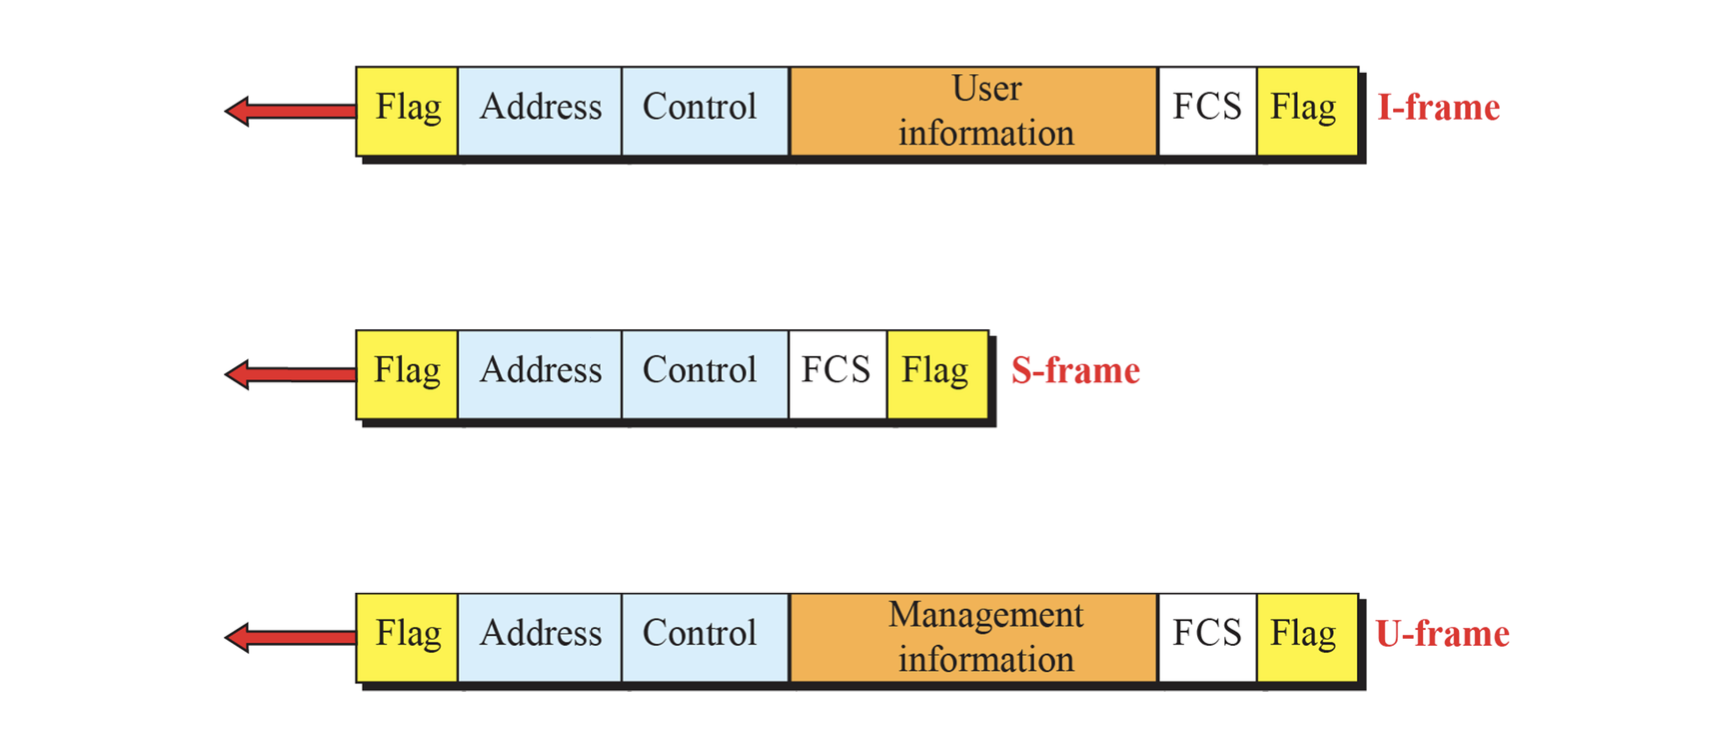 Flag Address Control User information FCS Flag I-frame
Flag Address Control FCS Flag S-frame
Flag Address Control Management information FCS Flag U-frame